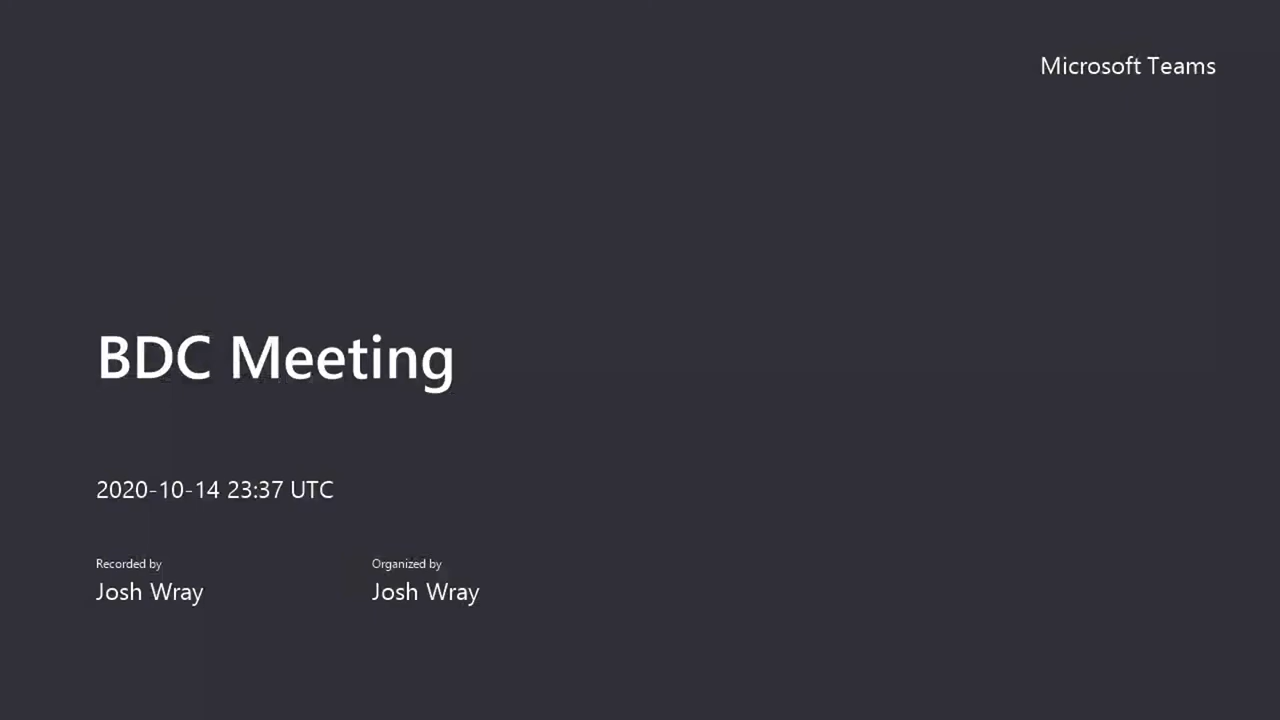 Microsoft Teams
BDC Meeting
2020-10-14 23:37 UTC
Recorded by
Organized by
Josh Wray
Josh Wray